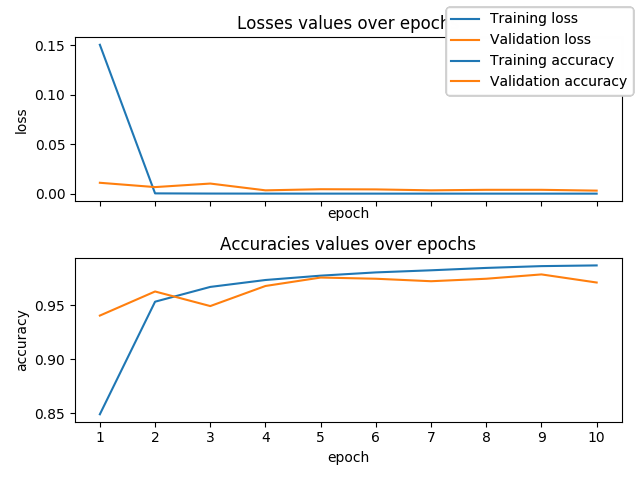 Losses values over epoch
Training loss
Validation loss
Training accuracy
Validation accuracy
0.15
0.10
0.05
0.00
loss
epoch
Accuracies values over epochs
0.95
0.90
0.85
accuracy
1 2 3 4 5 6 7 8 9 10
epoch